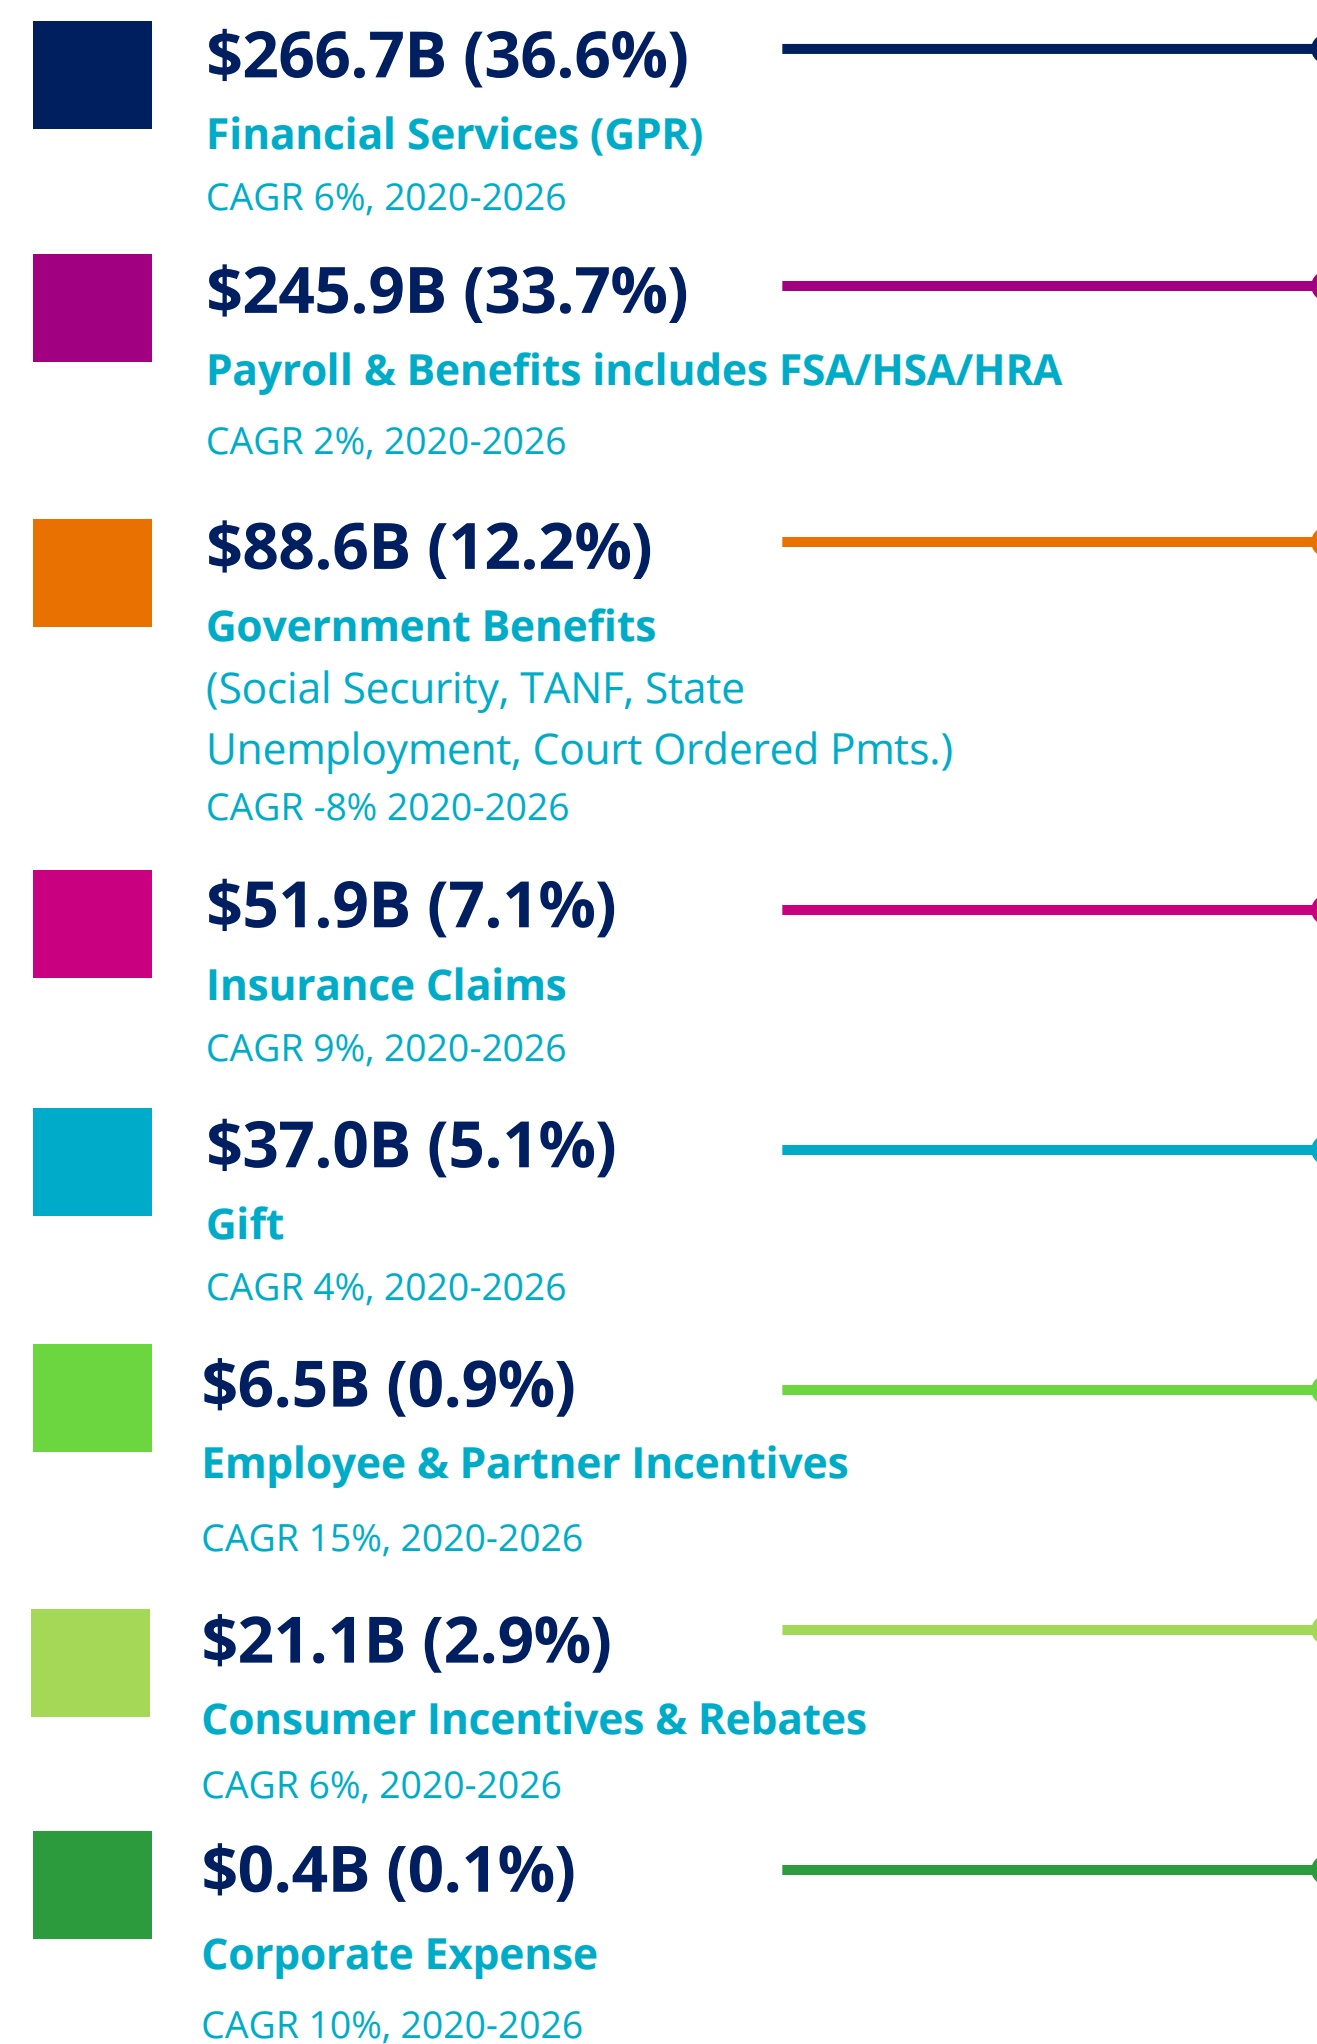 $266.7B (36.6%)
Financial Services (GPR)
CAGR 6%, 2020-2026
$245.9B (33.7%)
Payroll & Benefits includes FSA/HSA/HRA
CAGR 2%, 2020-2026
$88.6B (12.2%)
Government Benefits
(Social Security, TANF, State
Unemployment, Court Ordered Pmts.)
CAGR -8% 2020-2026
$51.9B (7.1%)
Insurance Claims
CAGR 9%, 2020-2026
$37.0B (5.1%)
Gift
CAGR 4%, 2020-2026
$6.5B (0.9%)
Employee & Partner Incentives
CAGR 15%, 2020-2026
$21.1B (2.9%)
Consumer Incentives & Rebates
CAGR 6%, 2020-2026
$0.4B (0.1%)
Corporate Expense
CAGR 10%, 2020-2026